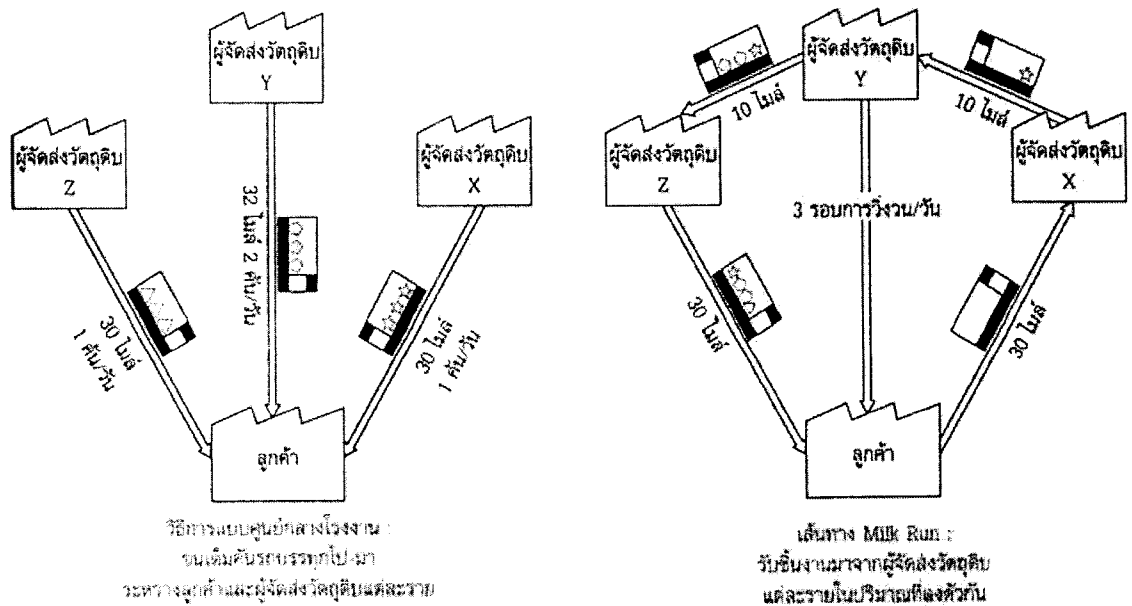 ผู้จัดส่งวัตถุดิบ
Y
ผู้จัดส่งวัตถุดิบ
Z
ผู้จัดส่งวัตถุดิบ
X
32 ไมล์ 2 คัน/วัน
30 ไมล์
1 คัน/วัน
30 ไมล์
1 คัน/วัน
ลูกค้า
วิธีการแบบศูนย์กลางโรงงาน :
ขนเต็มคันรถบรรทุกไป-มา
ระหว่างลูกค้าและผู้จัดส่งวัตถุดิบแต่ละราย
ผู้จัดส่งวัตถุดิบ
Y
10 ไมล์
10 ไมล์
ผู้จัดส่งวัตถุดิบ
Z
ผู้จัดส่งวัตถุดิบ
X
3 รอบการวิ่งวน/วัน
30 ไมล์
30 ไมล์
ลูกค้า
เส้นทาง Milk Run :
รับชิ้นงานมาจากผู้จัดส่งวัตถุดิบ
แต่ละรายในปริมาณที่ลงตัวกัน